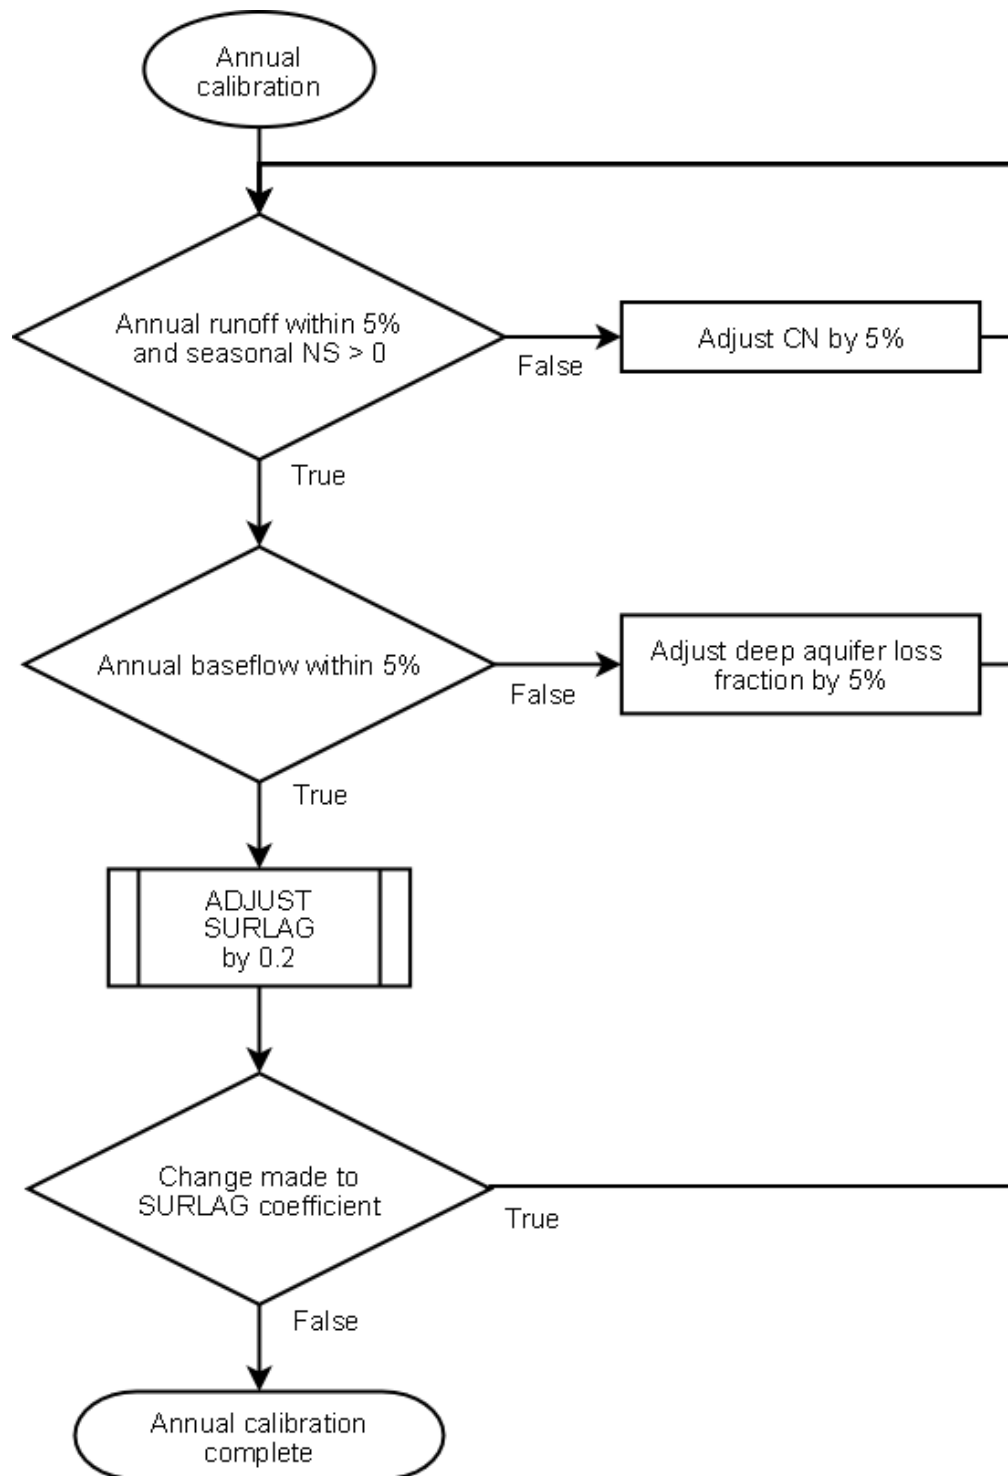 Annual
calibration
Annual runoff within 5%
and seasonal NS > 0
False
Adjust CN by 5%
True
Annual baseflow within 5%
False
Adjust deep aquifer loss
fraction by 5%
True
ADJUST
SURLAG
by 0.2
Change made to
SURLAG coefficient
True
False
Annual calibration
complete